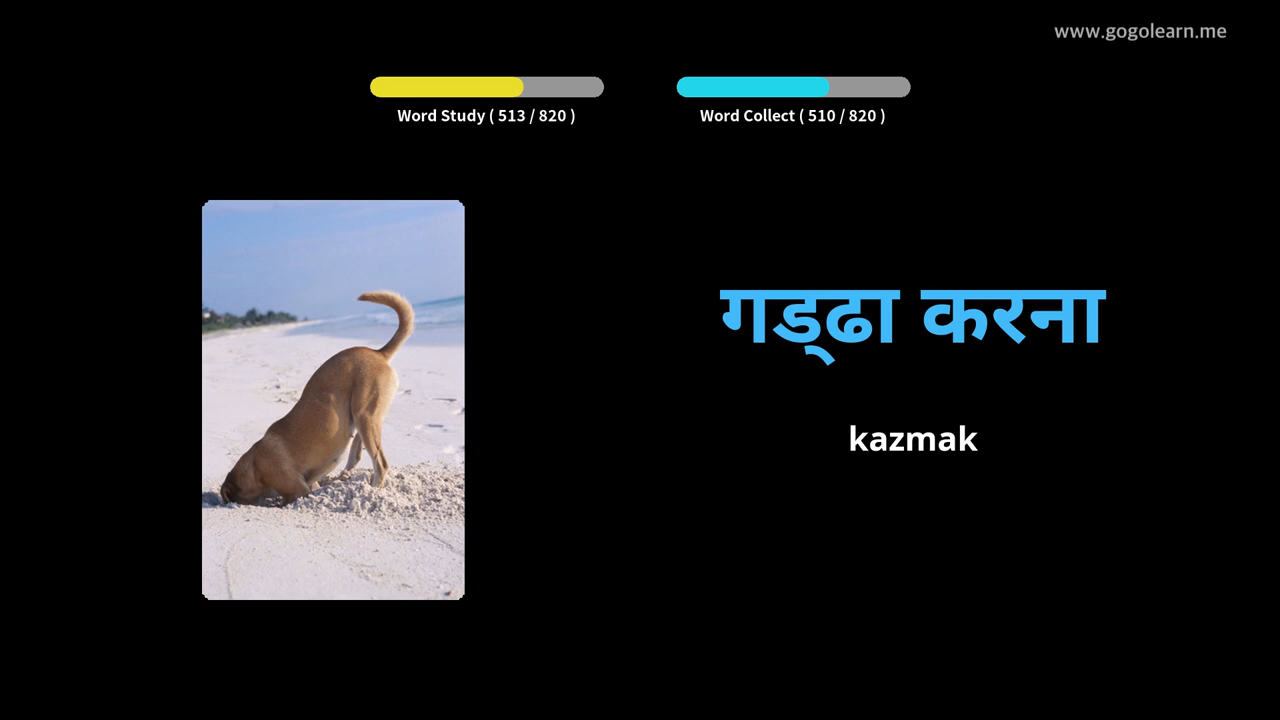 www.gogolearn.me
Word Study ( 513 / 820 )
Word Collect ( 510 / 820 )
गड्ढा करना
kazmak